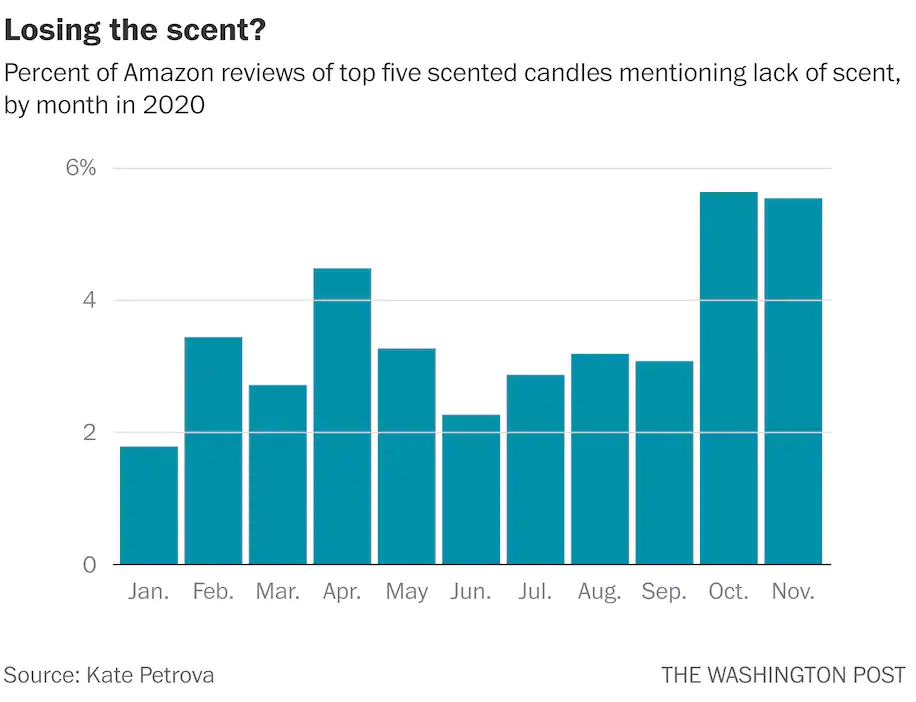 Losing the scent?
Percent of Amazon reviews of top five scented candles mentioning lack of scent,
by month in 2020
6%
4
2
0
Jan. Feb. Mar. Apr. May Jun. Jul. Aug. Sep. Oct. Nov.
Source: Kate Petrova THE WASHINGTON POST